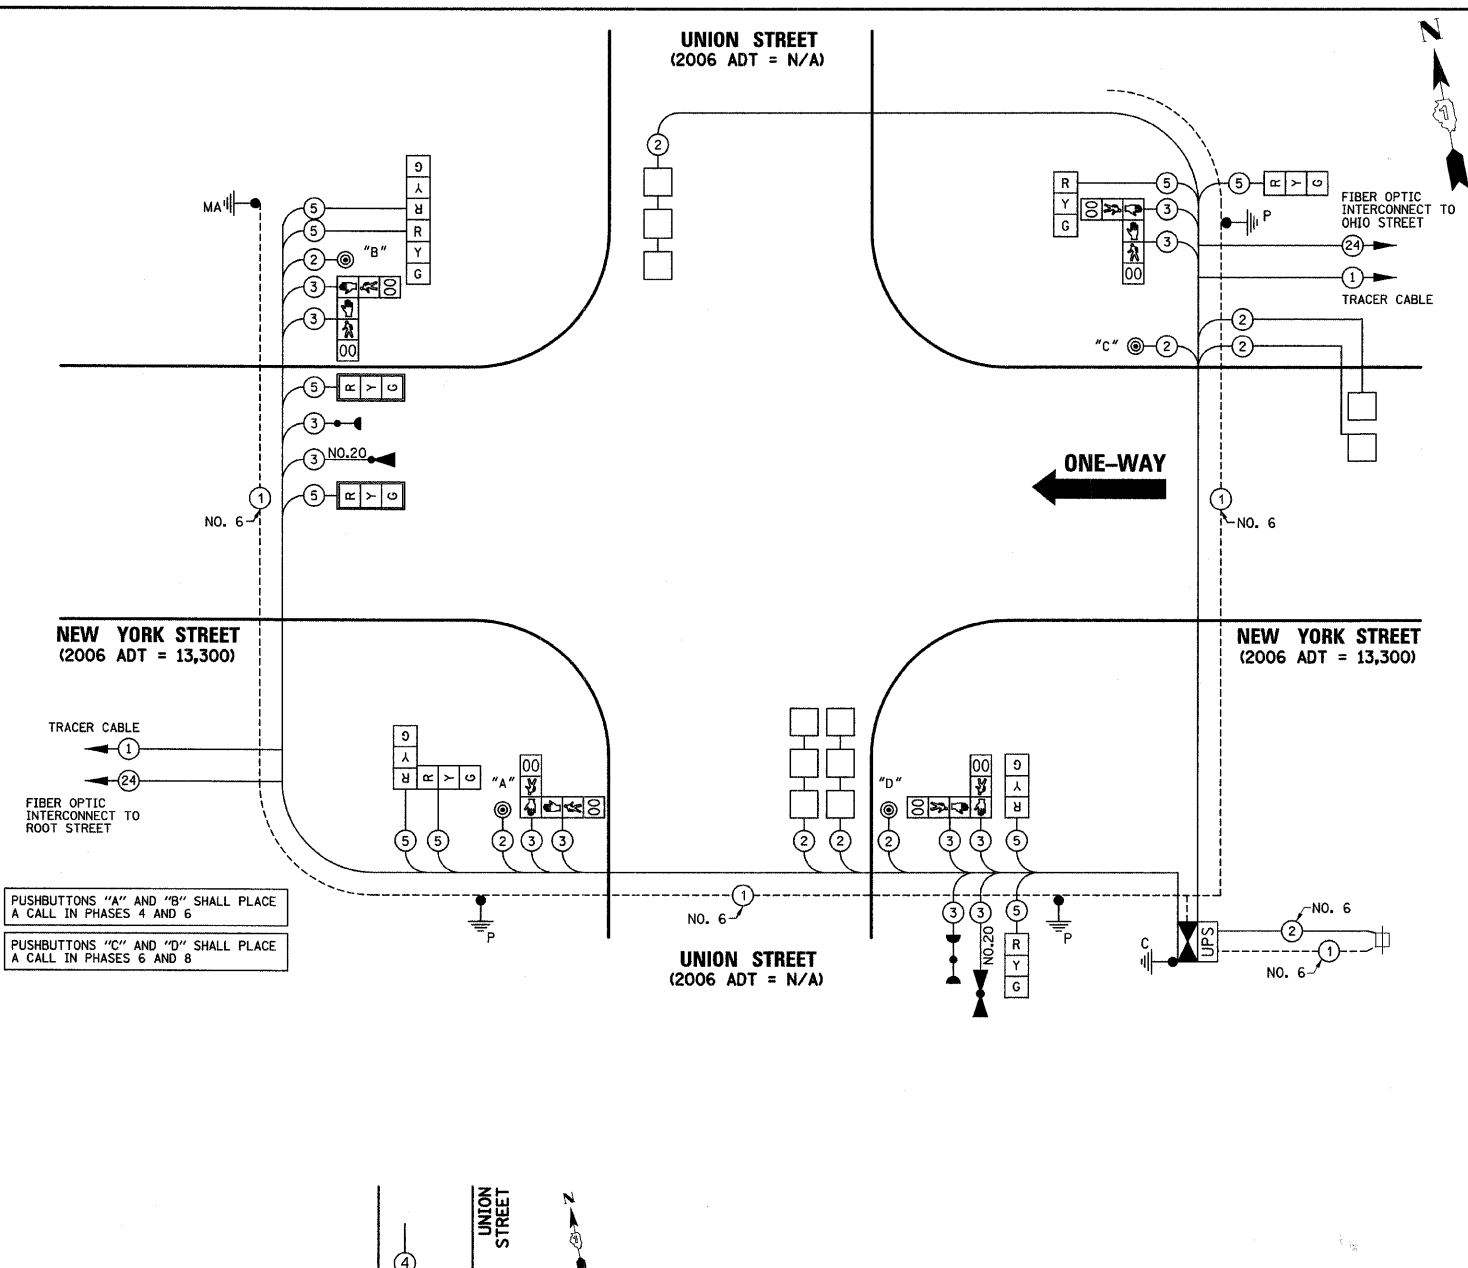 UNION STREET
(2006 ADT = N/A)
N
MA
5
5
2
"B"
3
3
G
Y
R
R
Y
G
00
00
2
R
Y
G
5
3
3
00
00
5
R Y G
P
FIBER OPTIC
INTERCONNECT TO
OHIO STREET
24
1
TRACER CABLE
2
2
"C"
2
5
R Y G
3
3
NO.20
5
R Y G
1
NO. 6
ONE-WAY
1
NO. 6
NEW YORK STREET
(2006 ADT = 13,300)
NEW YORK STREET
(2006 ADT = 13,300)
TRACER CABLE
1
24
FIBER OPTIC
INTERCONNECT TO
ROOT STREET
G
Y
R R Y G
"A"
00
00
5
5
2
3
3
2
2
"D"
00
00
G
Y
R
2
3
3
5
PUSHBUTTONS "A" AND "B" SHALL PLACE
A CALL IN PHASES 4 AND 6
PUSHBUTTONS "C" AND "D" SHALL PLACE
A CALL IN PHASES 6 AND 8
P
1
NO. 6
3
3
NO.20
5
R
Y
G
P
C
UPS
2
NO. 6
1
NO. 6
UNION STREET
(2006 ADT = N/A)
UNION
STREET
N
4